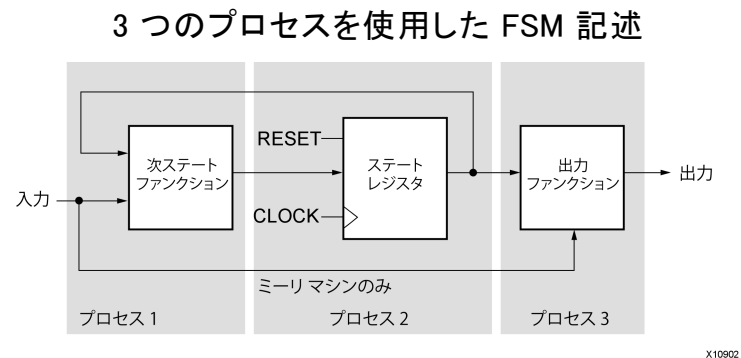 3 つのプロセスを使用した FSM 記述
RESET
次ステート
ファンクション
ステート
レジスタ
出力
ファンクション
入力
出力
CLOCK
ミーリ マシンのみ
プロセス 1
プロセス 2
プロセス 3
X10902